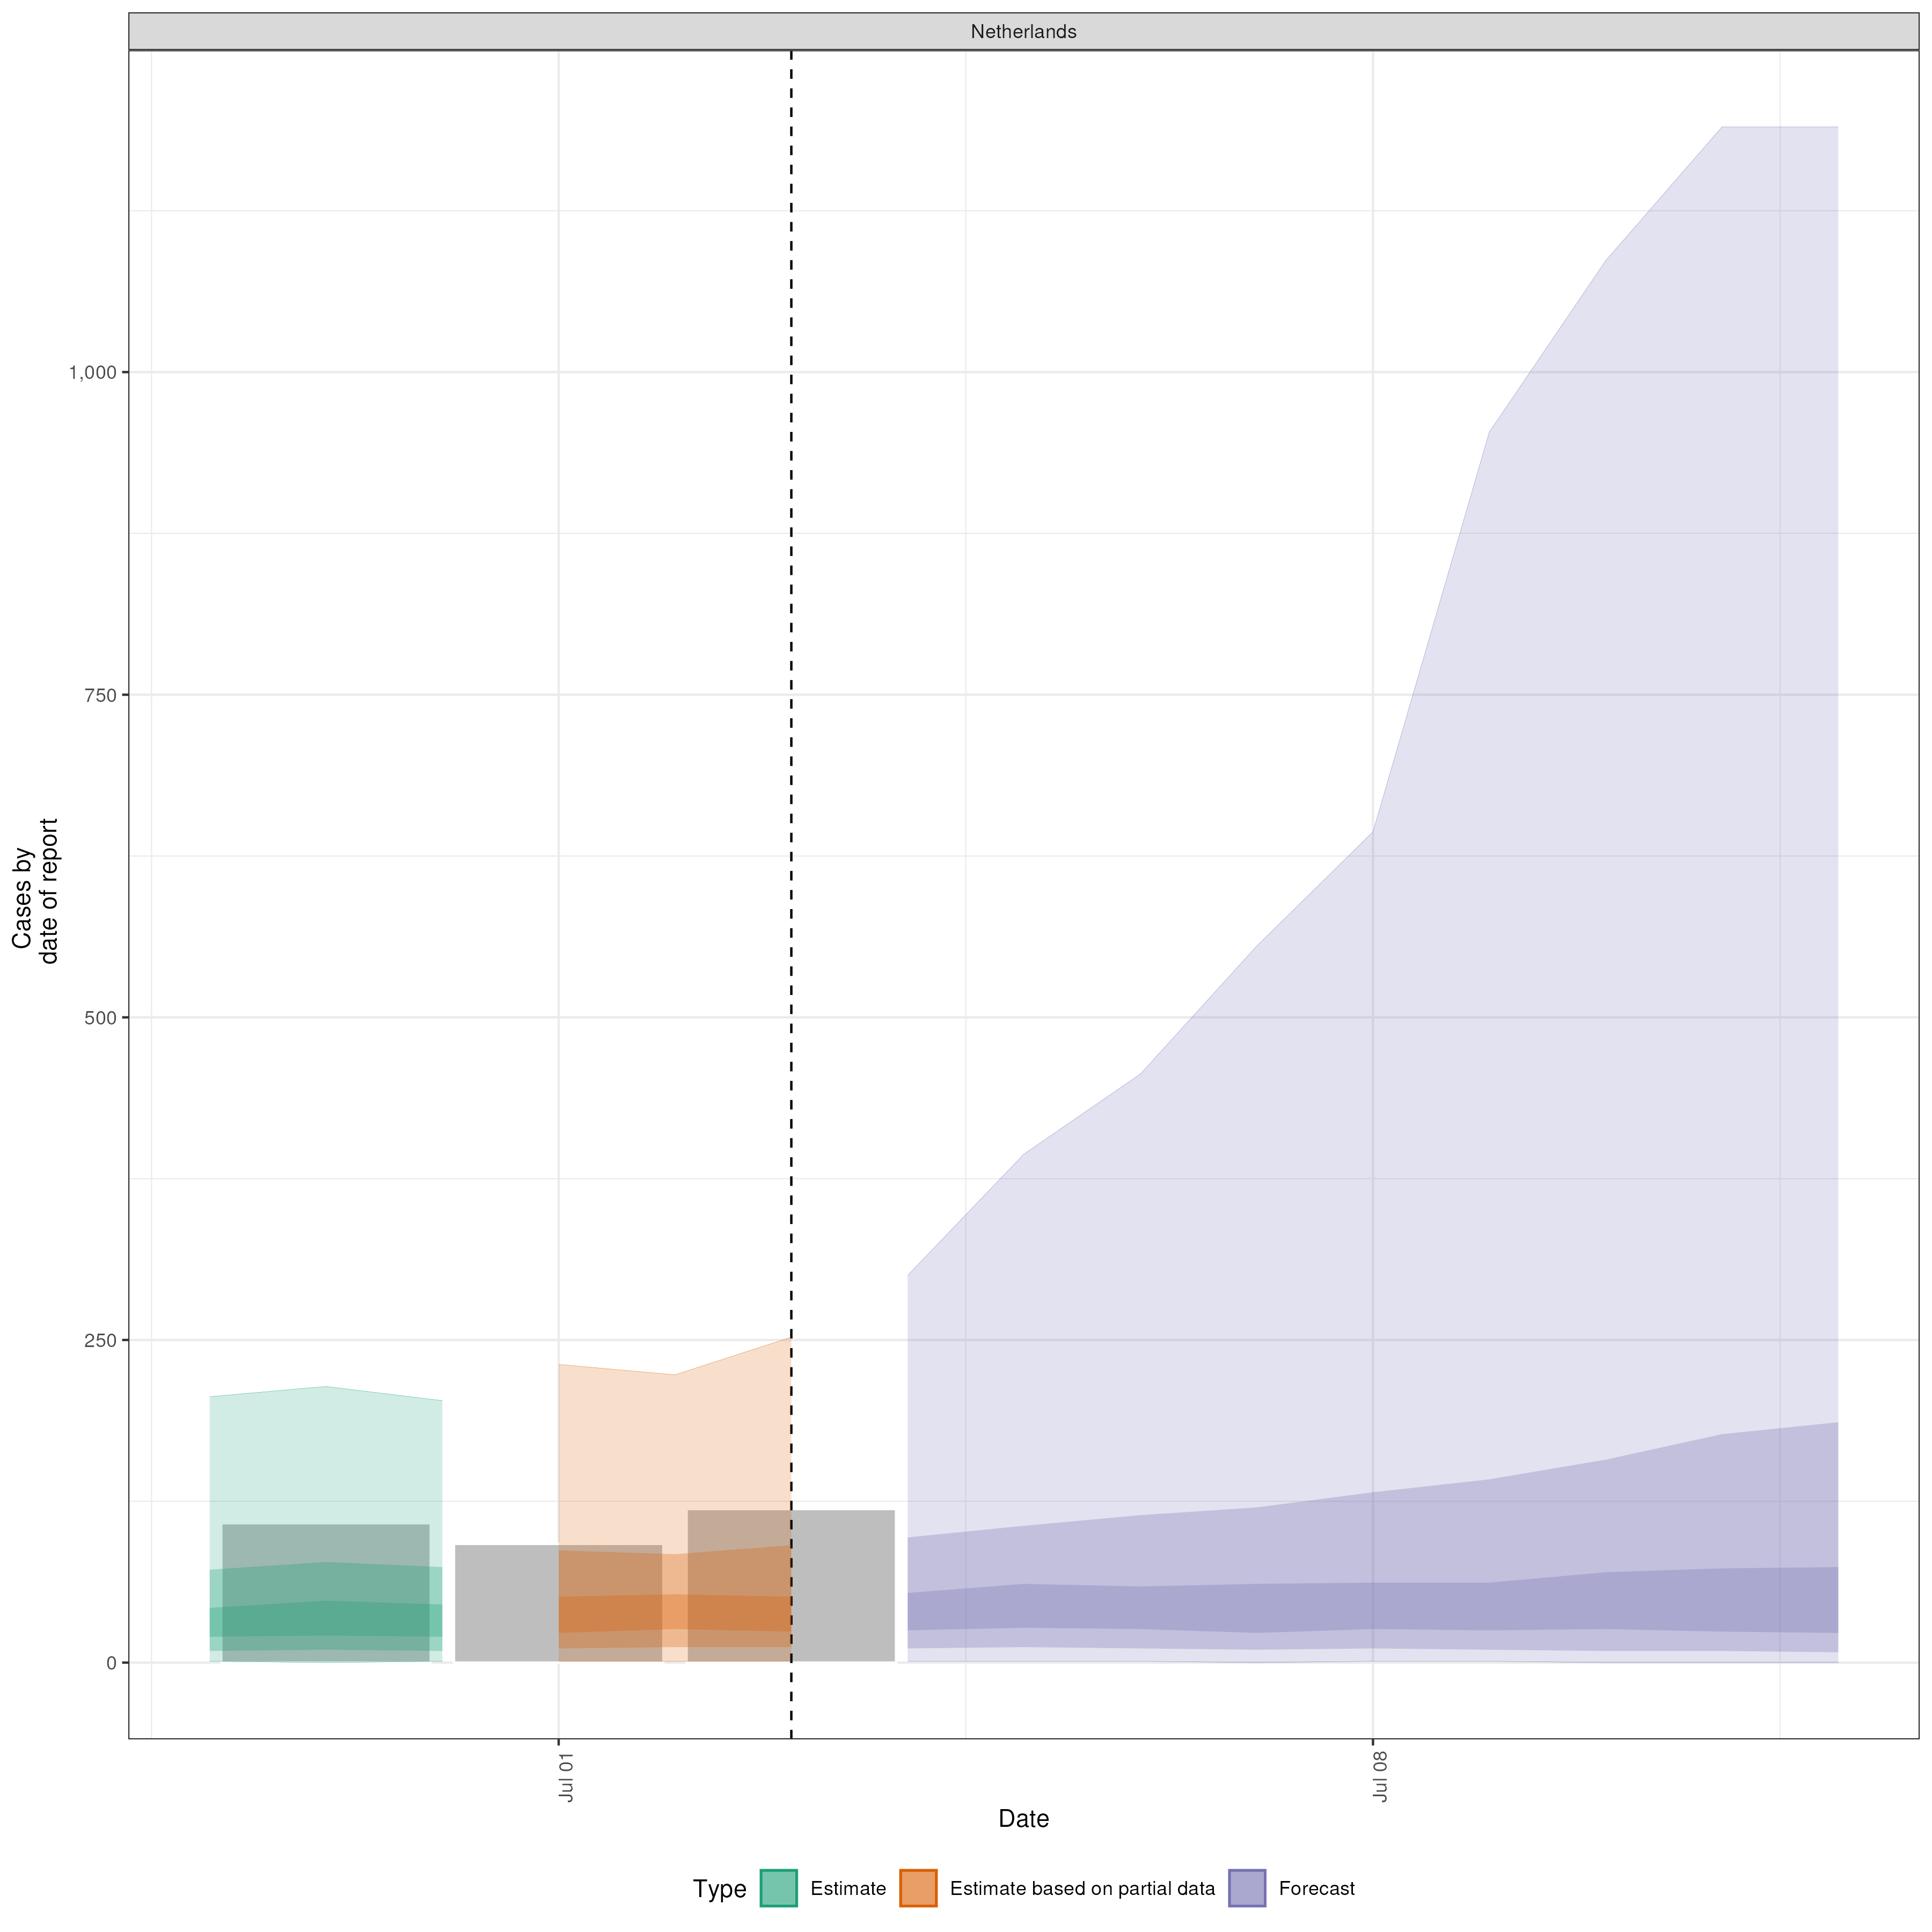 Netherlands
1,000
750
500
250
0
Cases by
date of report
Jul 01
Jul 08
Date
Type
Estimate
Estimate based on partial data
Forecast